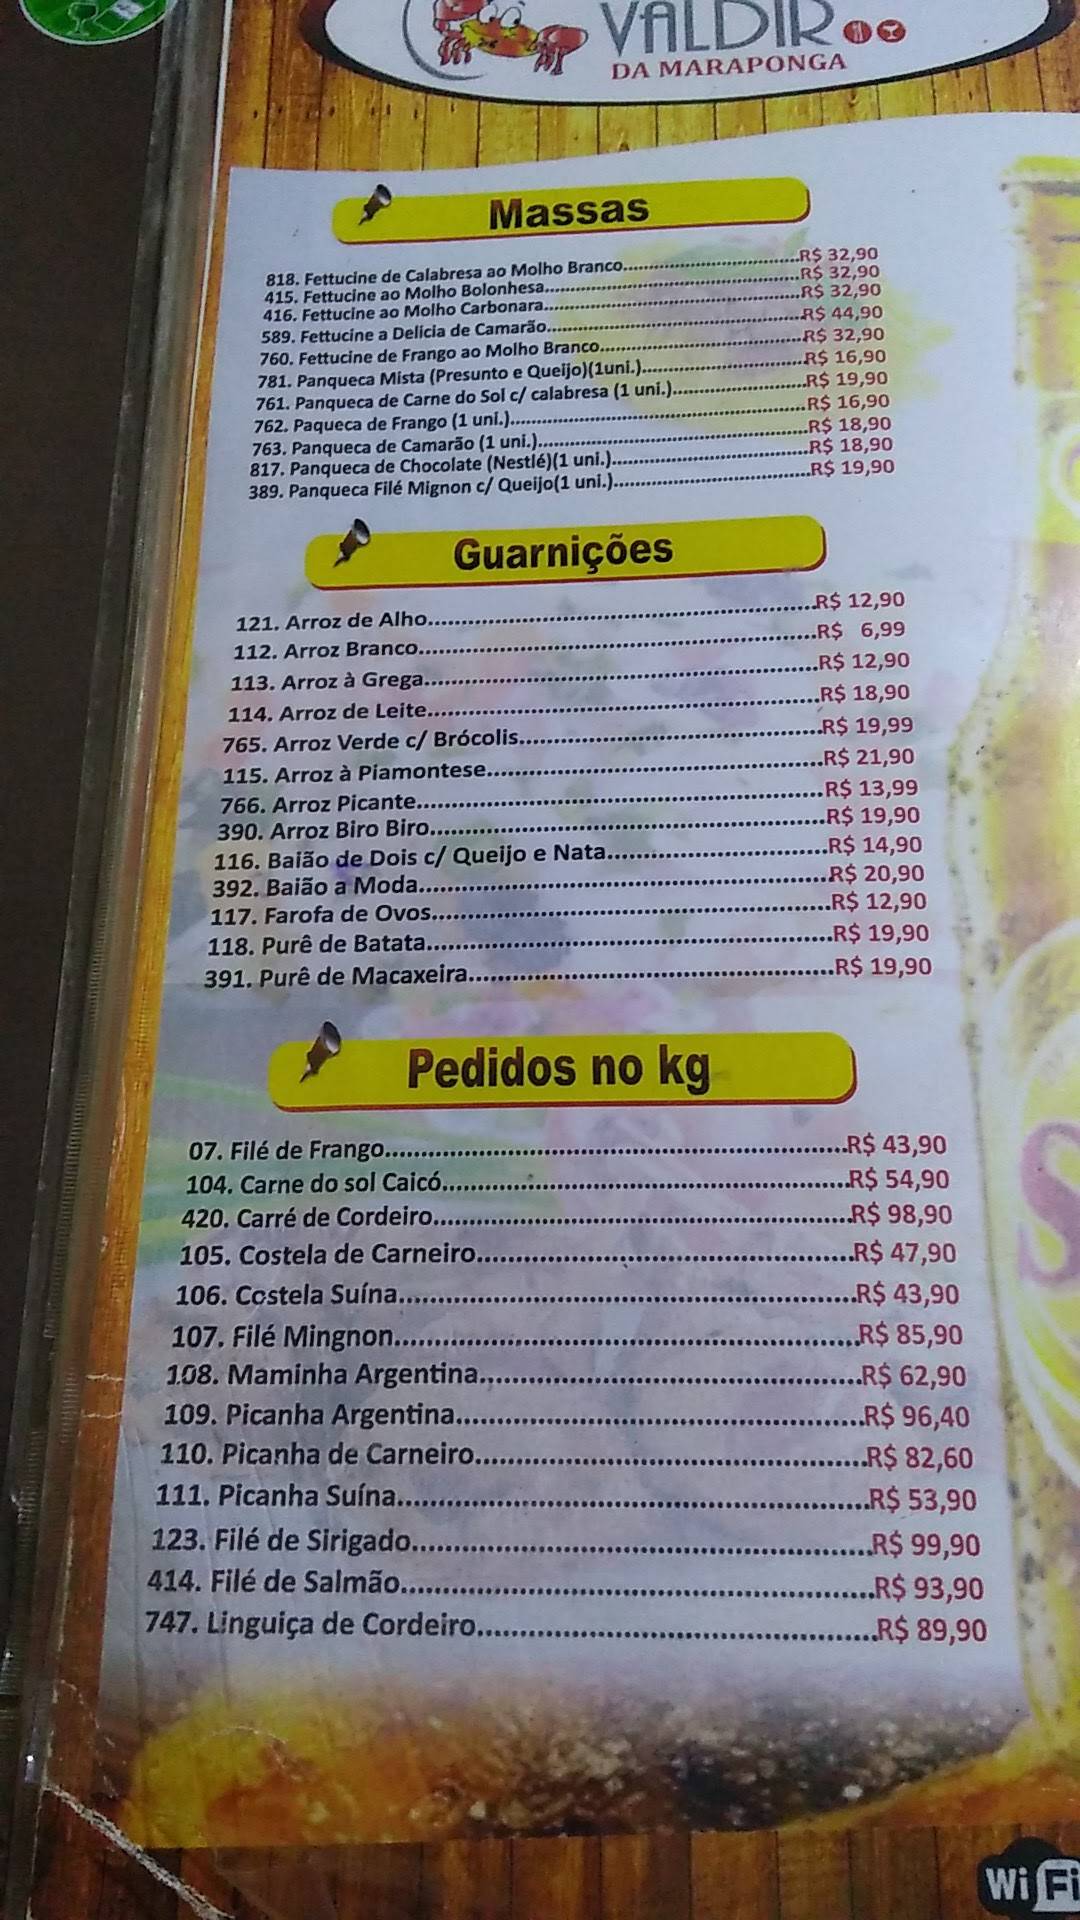 VALDIR
DA MARAPONGA
Massas
818. Fettucine de Calabresa ao Molho Branco..........R$ 32,90
415. Fettucine ao Molho Bolonhesa..........R$ 32,90
416. Fettucine ao Molho Carbonara..........R$ 32,90
589. Fettucine a Delicia de Camarão..........R$ 44,90
760. Fettucine de Frango ao Molho Branco..........R$ 32,90
781. Panqueca Mista (Presunto e Queijo)(1uni.)..........R$ 16,90
761. Panqueca de Carne do Sol c/ calabresa (1 uni.)..........R$ 19,90
762. Paqueca de Frango (1 uni.)..........R$ 16,90
763. Panqueca de Camarão (1 uni.)..........R$ 18,90
817. Panqueca de Chocolate (Nestlé)(1 uni.)..........R$ 18,90
389. Panqueca Filé Mignon c/ Queijo(1 uni.)..........R$ 19,90
Guarnições
121. Arroz de Alho..........R$ 12,90
112. Arroz Branco..........R$ 6,99
113. Arroz à Grega..........R$ 12,90
114. Arroz de Leite..........R$ 18,90
765. Arroz Verde c/ Brócolis..........R$ 19,99
115. Arroz à Piamontese..........R$ 21,90
766. Arroz Picante..........R$ 13,99
390. Arroz Biro Biro..........R$ 19,90
116. Baião de Dois c/ Queijo e Nata..........R$ 14,90
392. Baião a Moda..........R$ 20,90
117. Farofa de Ovos..........R$ 12,90
118. Purê de Batata..........R$ 19,90
391. Purê de Macaxeira..........R$ 19,90
Pedidos no kg
07. Filé de Frango..........R$ 43,90
104. Carne do sol Caicó..........R$ 54,90
420. Carré de Cordeiro..........R$ 98,90
105. Costela de Carneiro..........R$ 47,90
106. Costela Suína..........R$ 43,90
107. Filé Mingnon..........R$ 85,90
108. Maminha Argentina..........R$ 62,90
109. Picanha Argentina..........R$ 96,40
110. Picanha de Carneiro..........R$ 82,60
111. Picanha Suína..........R$ 53,90
123. Filé de Sirigado..........R$ 99,90
414. Filé de Salmão..........R$ 93,90
747. Linguiça de Cordeiro..........R$ 89,90
WiFi